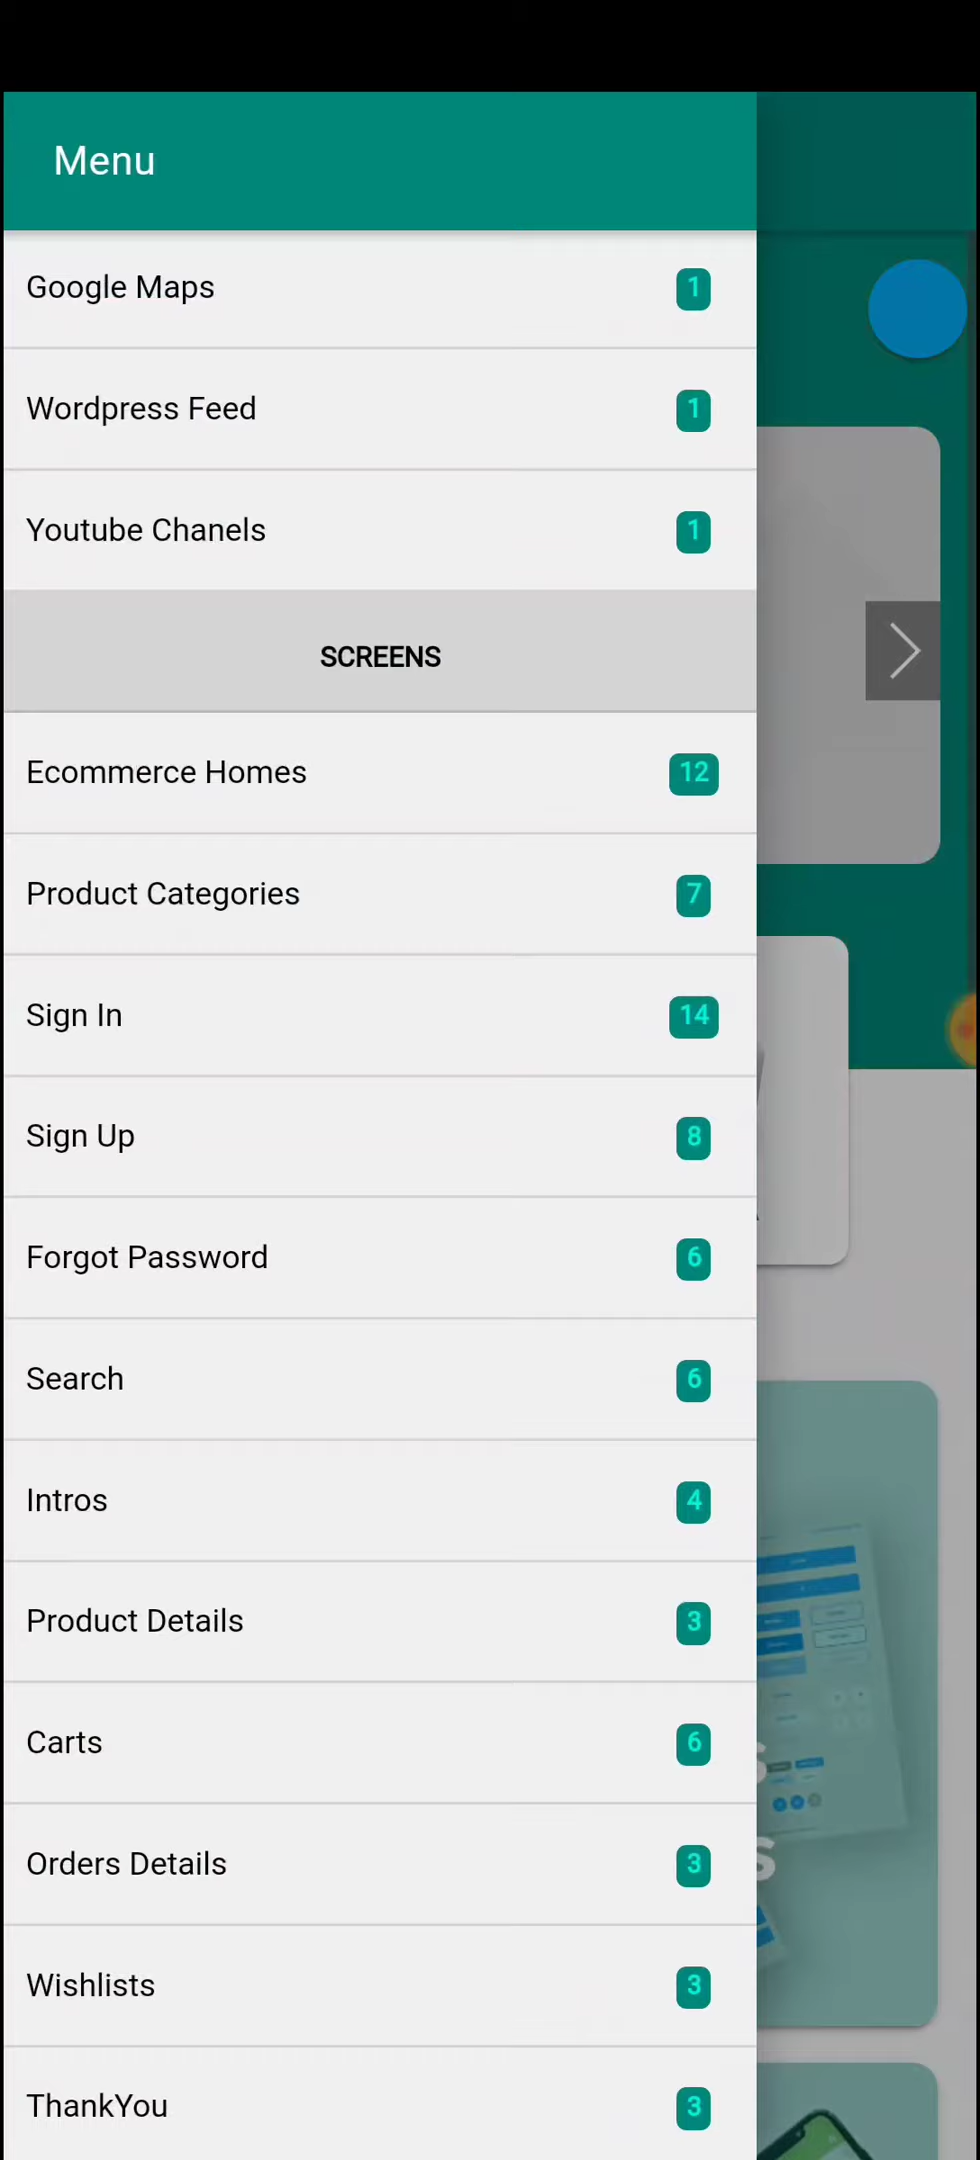 Menu
Google Maps 1
Wordpress Feed 1
Youtube Chanels 1
SCREENS
Ecommerce Homes 12
Product Categories 7
Sign In 14
Sign Up 8
Forgot Password 6
Search 6
Intros 4
Product Details 3
Carts 6
Orders Details 3
Wishlists 3
ThankYou 3